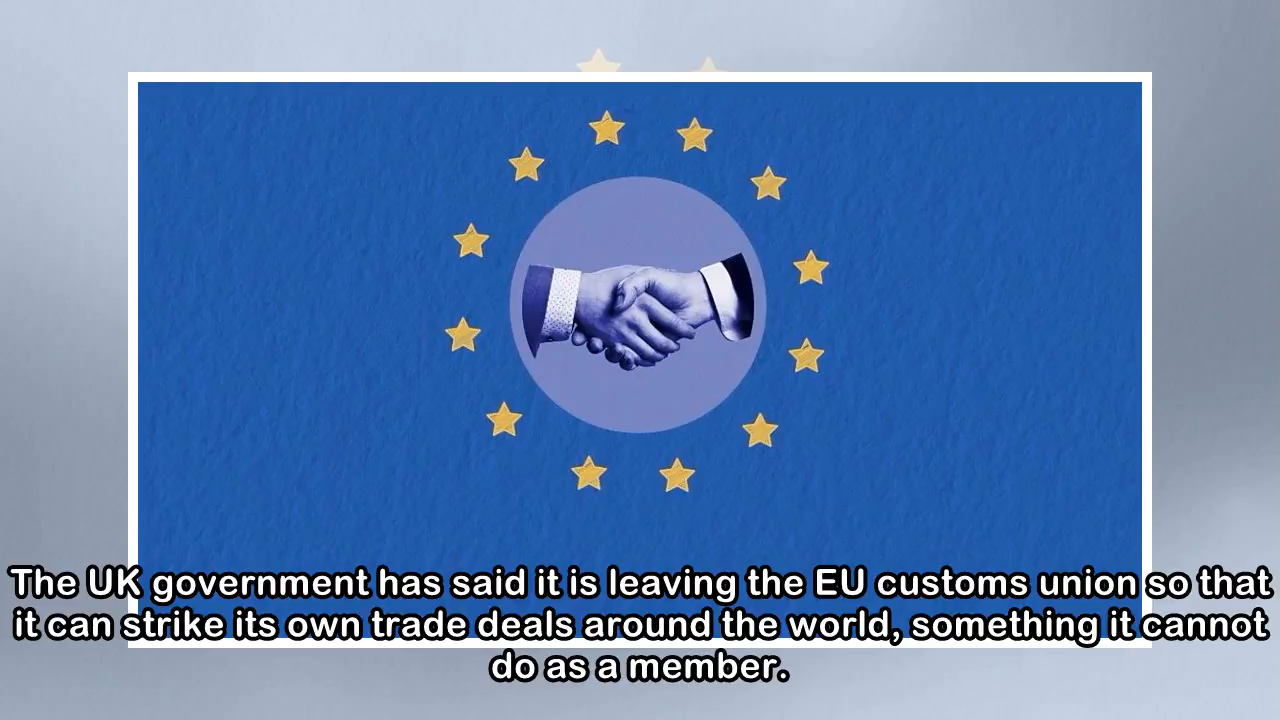 The UK government has said it is leaving the EU customs union so that
it can strike its own trade deals around the world, something it cannot
do as a member.